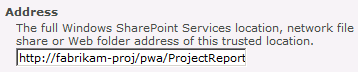 Address
The full Windows SharePoint Services location, network file
share or Web folder address of this trusted location.
http://fabrikam-proj/pwa/ProjectReport